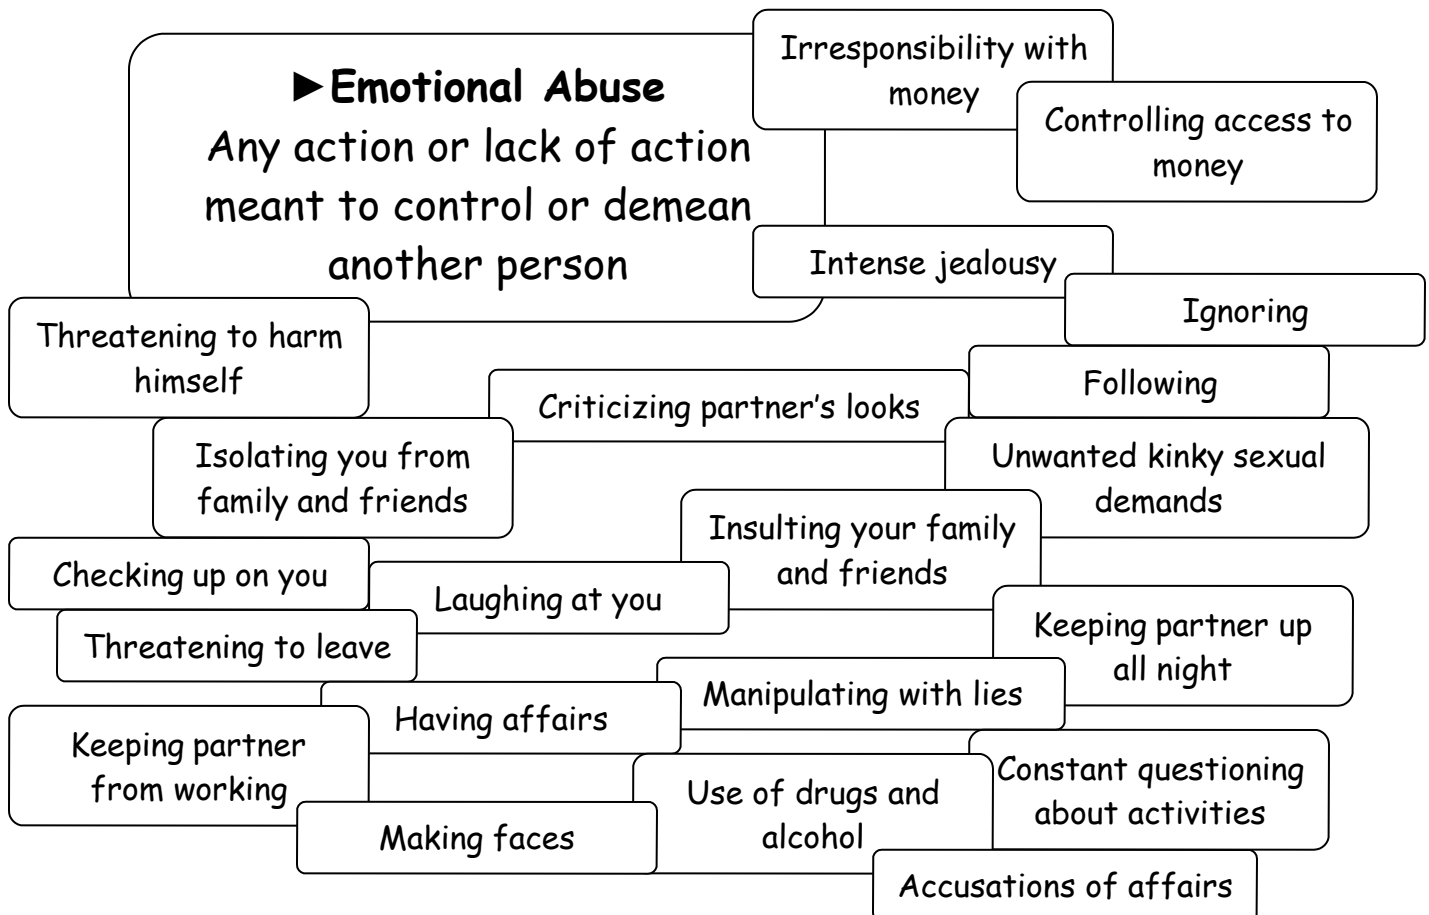 ►Emotional Abuse
Any action or lack of action
meant to control or demean
another person
Irresponsibility with
money
Controlling access to
money
Intense jealousy
Ignoring
Threatening to harm
himself
Following
Criticizing partner’s looks
Isolating you from
family and friends
Unwanted kinky sexual
demands
Insulting your family
and friends
Checking up on you
Laughing at you
Keeping partner up
all night
Threatening to leave
Manipulating with lies
Having affairs
Keeping partner
from working
Constant questioning
about activities
Use of drugs and
alcohol
Making faces
Accusations of affairs